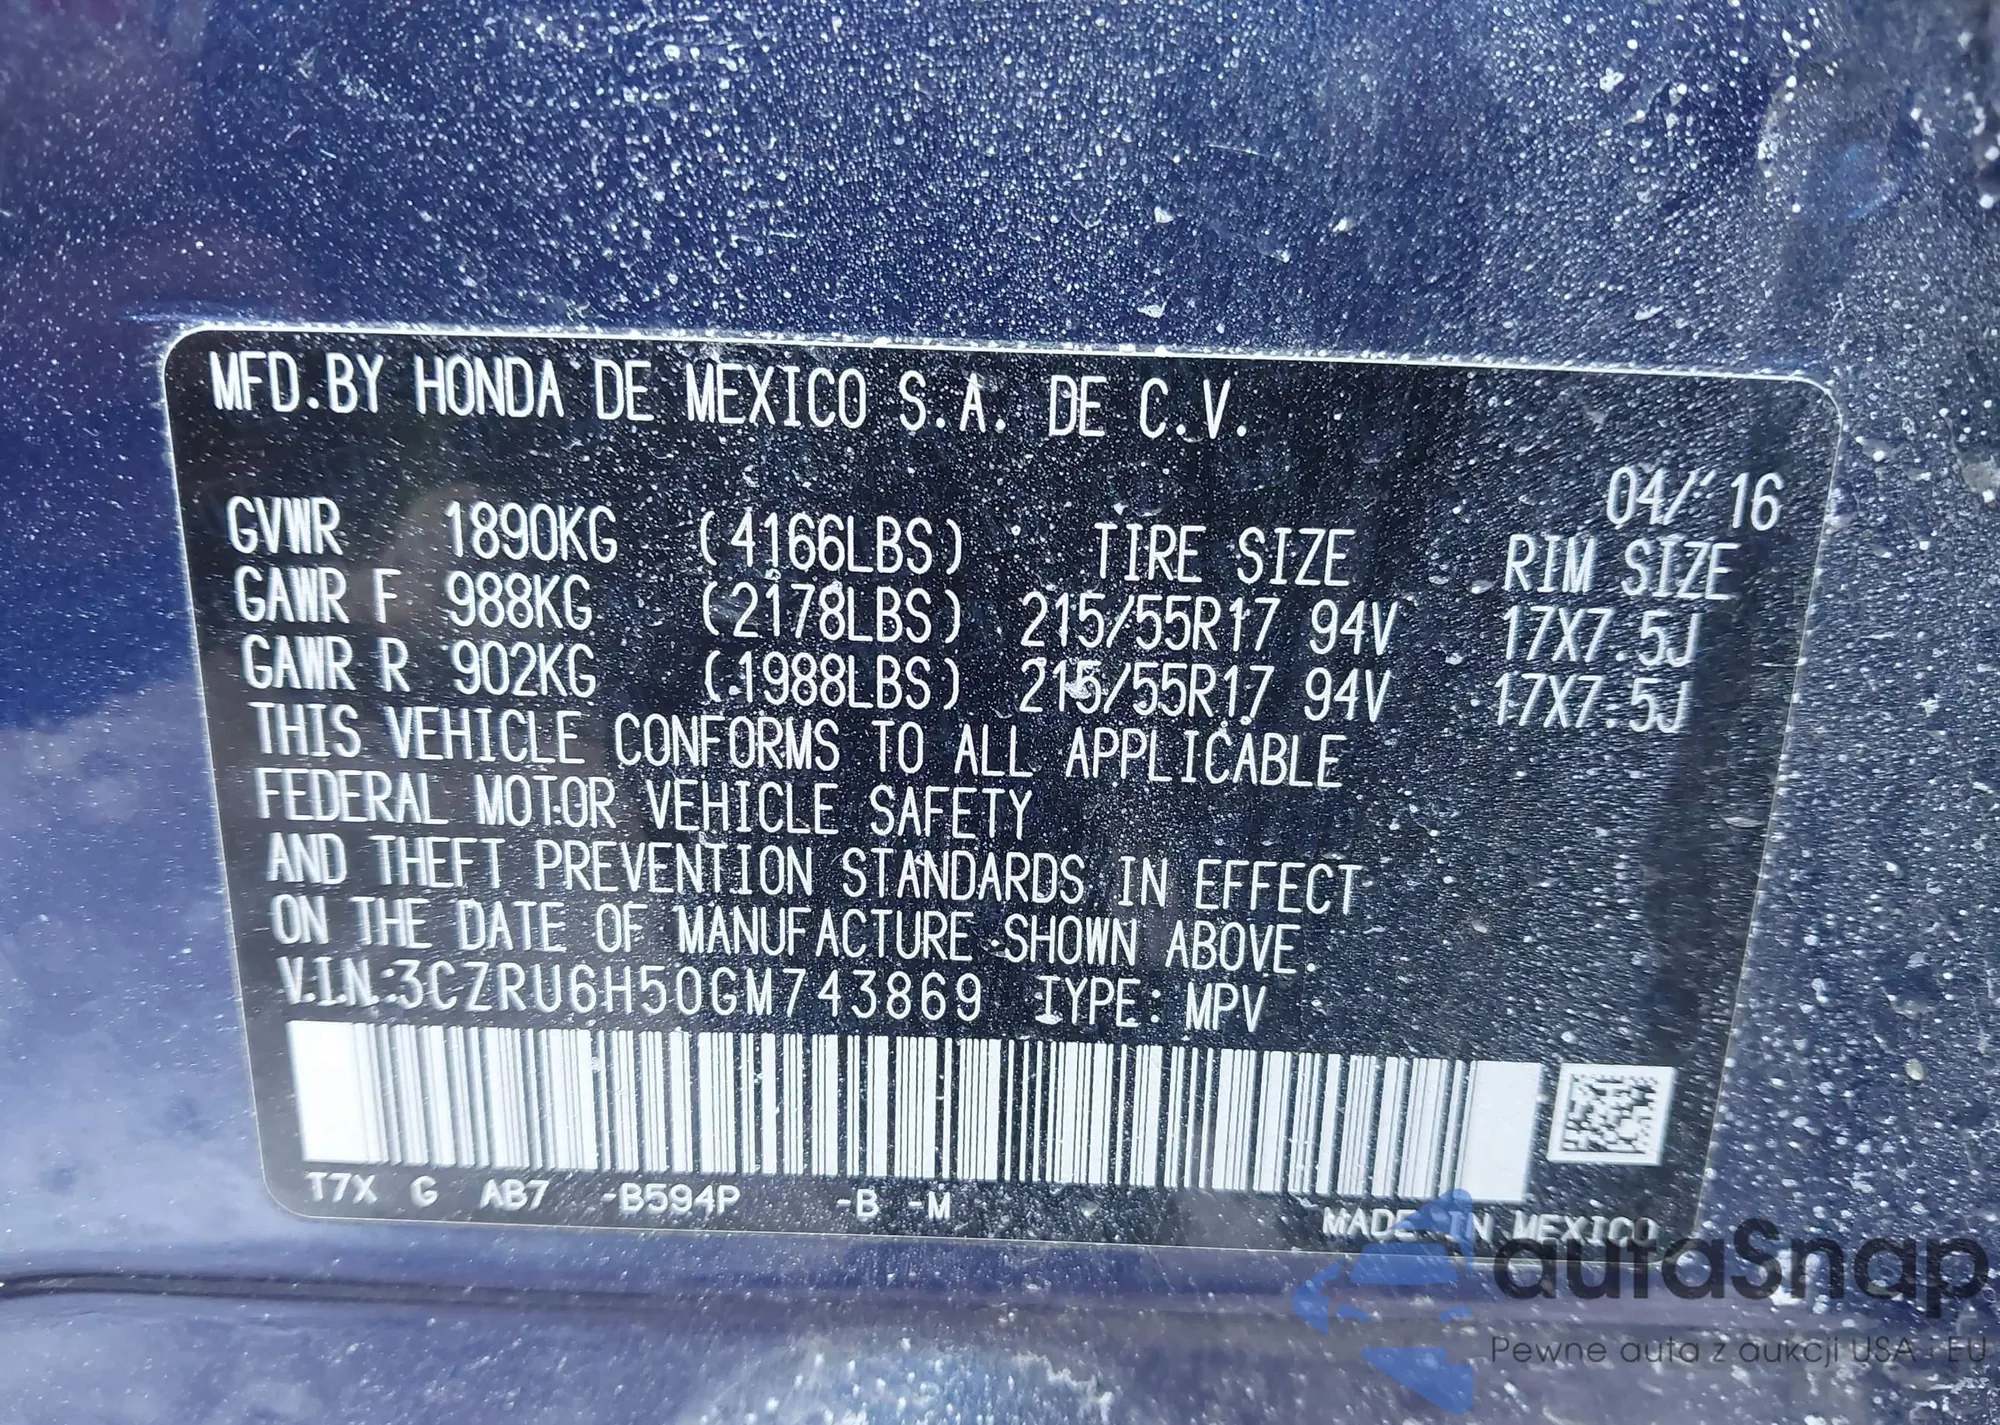 MFD.BY HONDA DE MEXICO S.A. DE C.V.
04/'16
GVWR 1890KG (4166LBS) TIRE SIZE RIM SIZE
GAWR F 988KG (2178LBS) 215/55R17 94V 17X7.5J
GAWR R 902KG (1988LBS) 215/55R17 94V 17X7.5J
THIS VEHICLE CONFORMS TO ALL APPLICABLE
FEDERAL MOTOR VEHICLE SAFETY
AND THEFT PREVENTION STANDARDS IN EFFECT
ON THE DATE OF MANUFACTURE SHOWN ABOVE.
V.I.N.:3CZRU6H50GM743869 TYPE: MPV
T7X G AB7 -B594P -B -M
MADE IN MEXICO
autaSnap
Pewne auta z aukcji USA i EU